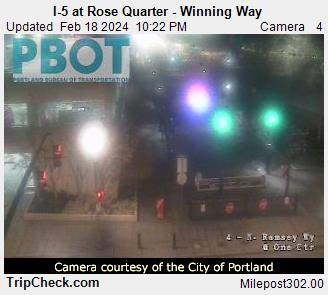 I-5 at Rose Quarter - Winning Way
Updated Feb 18 2024 10:22 PM Camera 4
PBOT
PORTLAND BUREAU OF TRANSPORTATION
4 - N. Ramsey Wy
@ One Ctr
Camera courtesy of the City of Portland
TripCheck.com Milepost302.00